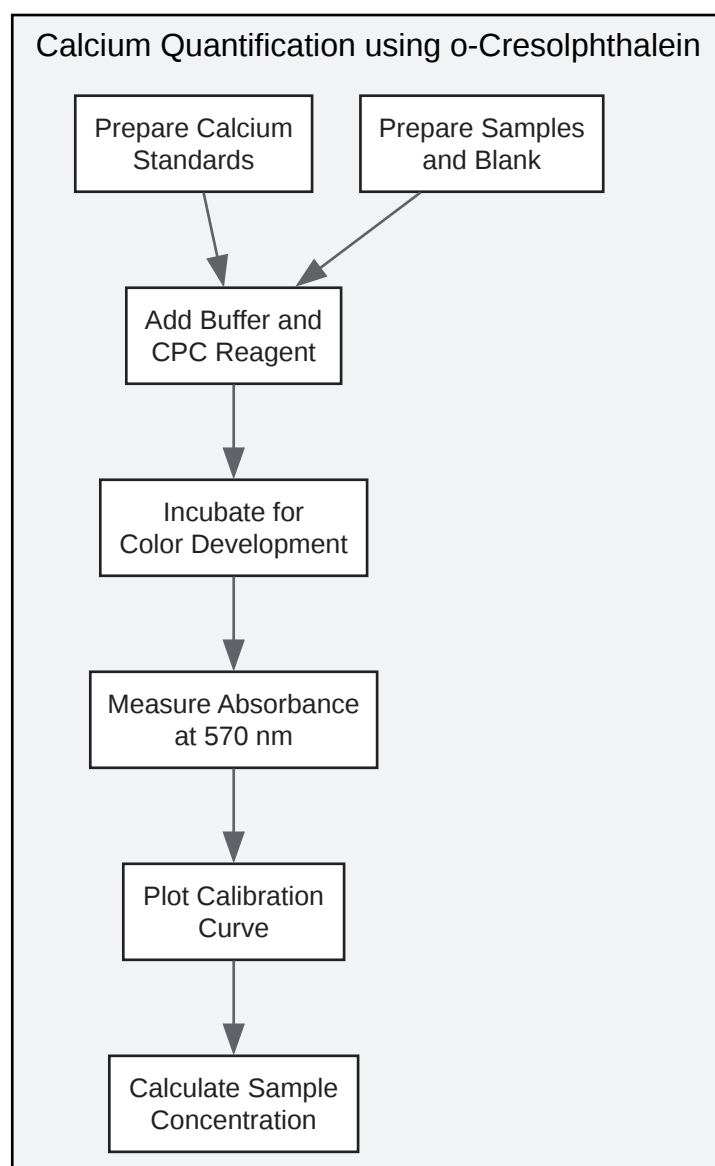 Calcium Quantification using o-Cresolphthalein
Prepare Calcium
Standards
Prepare Samples
and Blank
Add Buffer and
CPC Reagent
Incubate for
Color Development
Measure Absorbance
at 570 nm
Plot Calibration
Curve
Calculate Sample
Concentration